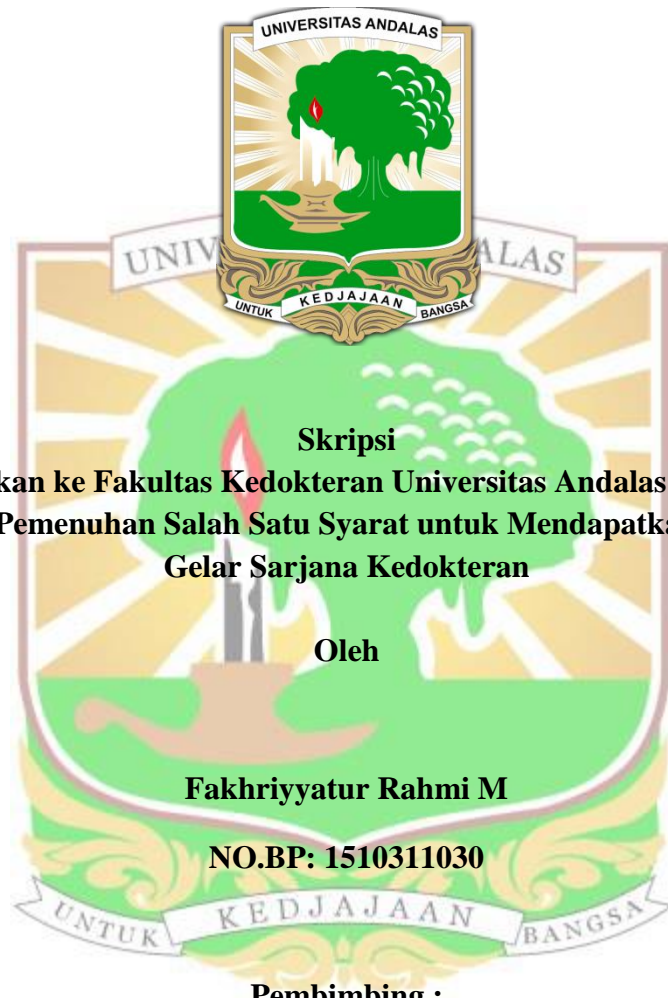 UNIVERSITAS ANDALAS
UNTUK KEDJAJAAN BANGSA
UNIV ALAS
Skripsi
kan ke Fakultas Kedokteran Universitas Andalas
Pemenuhan Salah Satu Syarat untuk Mendapatka
Gelar Sarjana Kedokteran
Oleh
Fakhriyyatur Rahmi M
NO.BP: 1510311030
UNTUK KEDJAJAAN BANGSA
Pembimbing :